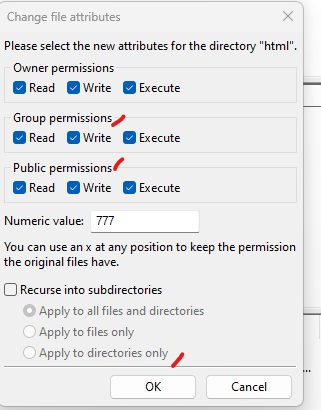 Change file attributes
Please select the new attributes for the directory "html".
Owner permissions
Read Write Execute
Group permissions
Read Write Execute
Public permissions
Read Write Execute
Numeric value: 777
You can use an x at any position to keep the permission
the original files have.
Recurse into subdirectories
Apply to all files and directories
Apply to files only
Apply to directories only
...
OK Cancel